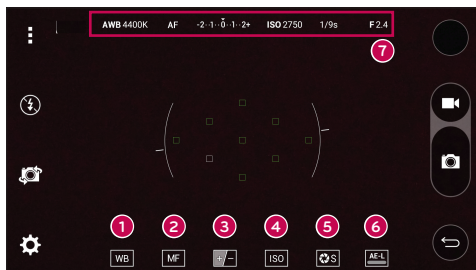 AWB 4400K AF -2··1··0··1··2+ ISO 2750 1/9s F 2.4
7
1 2 3 4 5 6
WB MF +/- ISO S AE-L